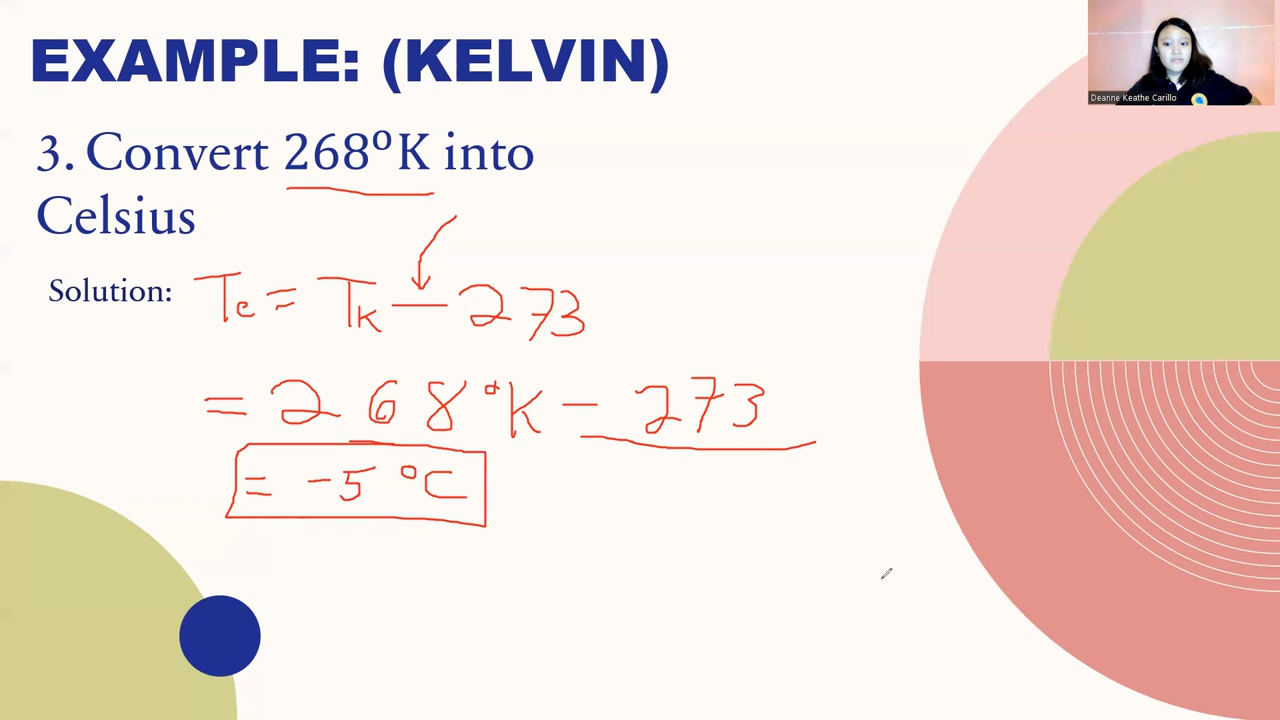 EXAMPLE: (KELVIN)
Deanne Keathe Carillo
3. Convert 268°K into
Celsius
Solution: Tc = TK — 273
= 268°K — 273
= -5 °C